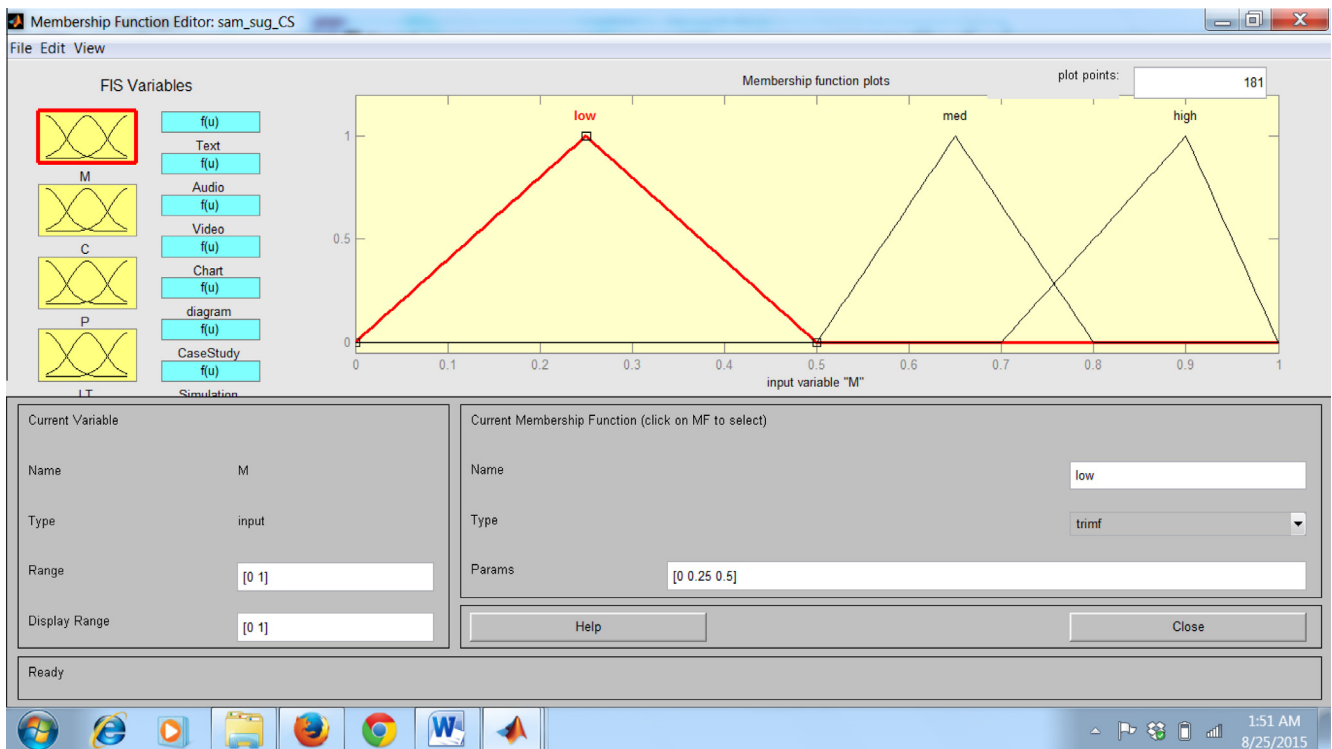 Membership Function Editor: sam_sug_CS
File Edit View
FIS Variables
Membership function plots
plot points:
181
f(u)
Text
M
f(u)
Audio
f(u)
Video
C
f(u)
Chart
f(u)
diagram
P
f(u)
CaseStudy
f(u)
LT
Simulation
low
med
high
1
0.5
0
0 0.1 0.2 0.3 0.4 0.5 0.6 0.7 0.8 0.9 1
input variable "M"
Current Variable
Name M
Type input
Range [0 1]
Display Range [0 1]
Current Membership Function (click on MF to select)
Name low
Type trimf
Params [0 0.25 0.5]
Help
Close
Ready
W
1:51 AM
8/25/2015